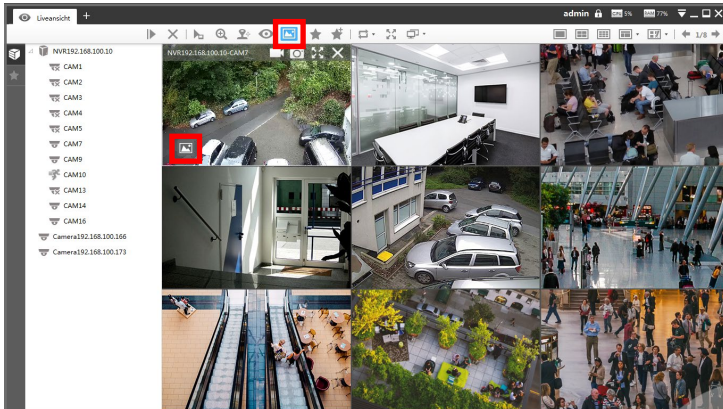 Liveansicht +
admin CPU 5% RAM 77%
1/8
NVR192.168.100.10
CAM1
CAM2
CAM3
CAM4
CAM5
CAM7
CAM9
CAM10
CAM13
CAM14
CAM16
Camera192.168.100.166
Camera192.168.100.173
NVR192.168.100.10-CAM7